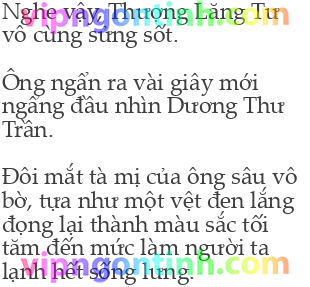 Nghe vậy, Thượng Lăng Tư
vô cùng sửng sốt.
Ông ngẩn ra vài giây mới
ngẩng đầu nhìn Dương Thư
Trần.
Đôi mắt tà mị của ông sâu vô
bờ, tựa như một vệt đen lắng
đọng lại thành màu sắc tối
tăm đến mức làm người ta
lạnh hết sống lưng.
vipngontinh.com
vipngontinh.com